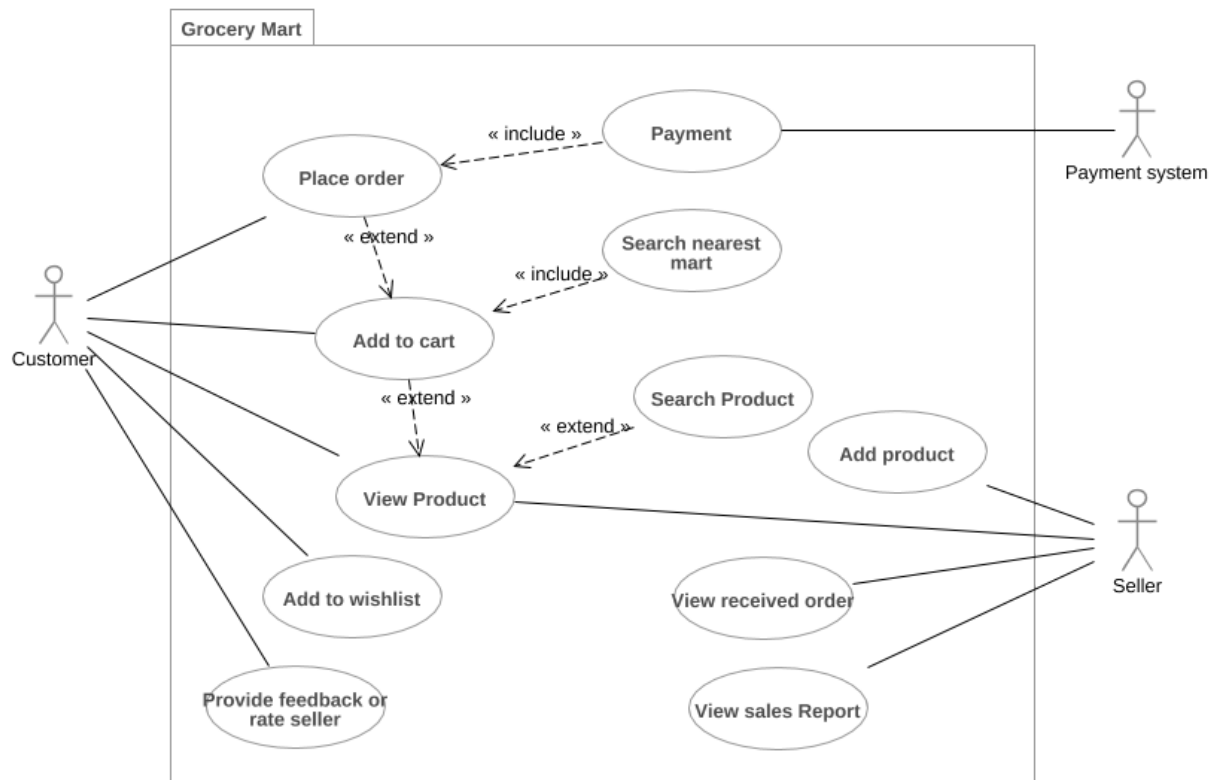 Grocery Mart
Payment
« include »
Place order
Payment system
« extend »
Search nearest
mart
« include »
Customer
Add to cart
« extend »
Search Product
« extend »
Add product
View Product
Seller
Add to wishlist
View received order
Provide feedback or
rate seller
View sales Report